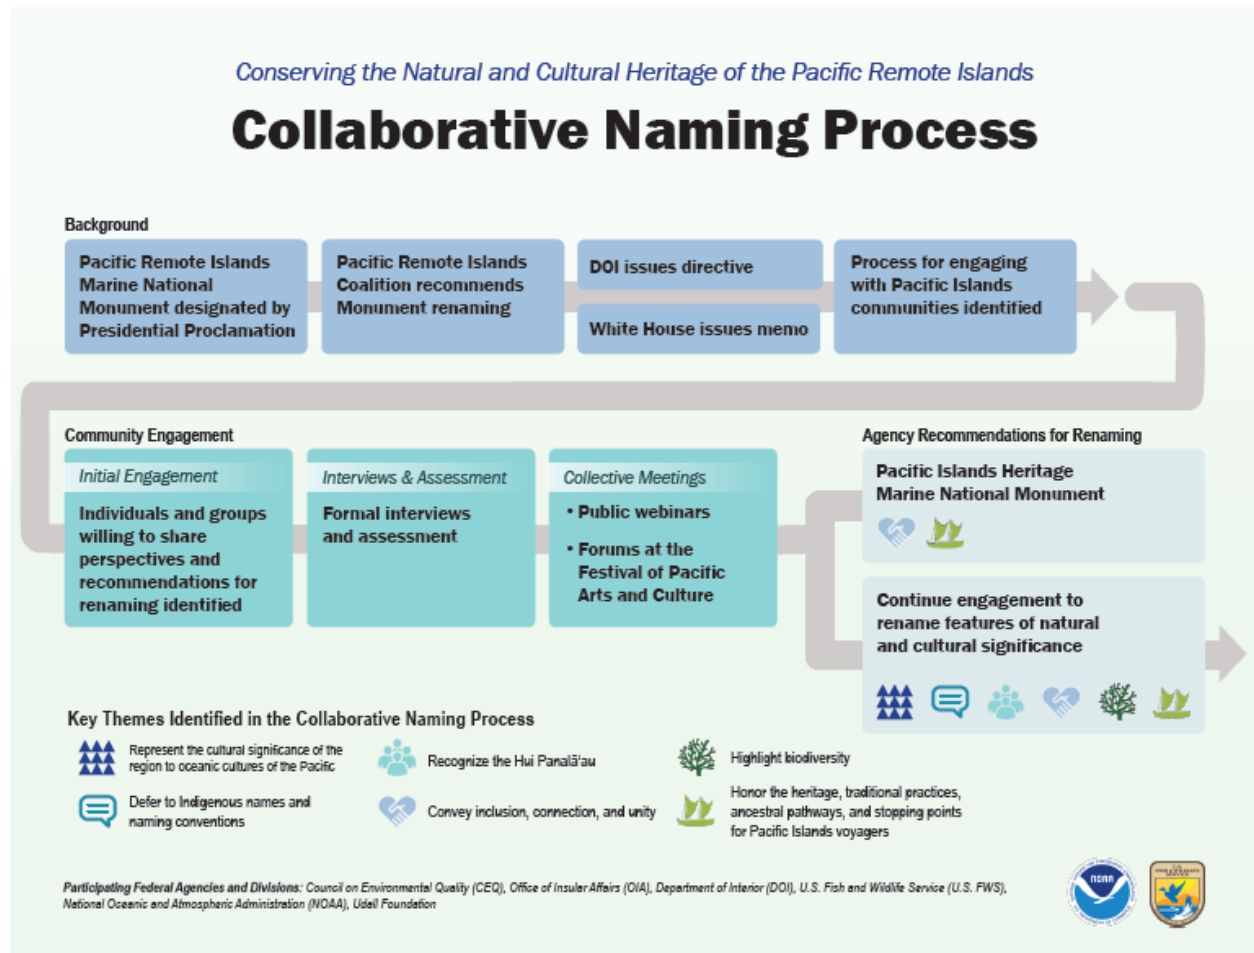 Conserving the Natural and Cultural Heritage of the Pacific Remote Islands
Collaborative Naming Process
Background
Pacific Remote Islands
Marine National
Monument designated by
Presidential Proclamation
Pacific Remote Islands
Coalition recommends
Monument renaming
DOI issues directive
White House issues memo
Process for engaging
with Pacific Islands
communities identified
Community Engagement
Initial Engagement
Individuals and groups
willing to share
perspectives and
recommendations for
renaming identified
Interviews & Assessment
Formal interviews
and assessment
Collective Meetings
• Public webinars
• Forums at the
Festival of Pacific
Arts and Culture
Agency Recommendations for Renaming
Pacific Islands Heritage
Marine National Monument
Continue engagement to
rename features of natural
and cultural significance
Key Themes Identified in the Collaborative Naming Process
Represent the cultural significance of the
region to oceanic cultures of the Pacific
Defer to Indigenous names and
naming conventions
Recognize the Hui Panalāʻau
Convey inclusion, connection, and unity
Highlight biodiversity
Honor the heritage, traditional practices,
ancestral pathways, and stopping points
for Pacific Islands voyagers
Participating Federal Agencies and Divisions: Council on Environmental Quality (CEQ), Office of Insular Affairs (OIA), Department of Interior (DOI), U.S. Fish and Wildlife Service (U.S. FWS),
National Oceanic and Atmospheric Administration (NOAA), Udall Foundation
NOAA